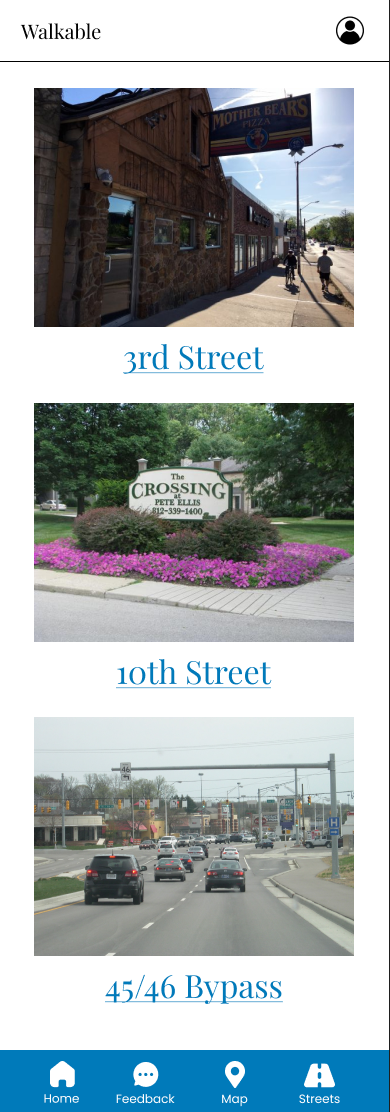 Walkable
MOTHER BEAR'S
PIZZA
3rd Street
The
CROSSING
at
PETE ELLIS
812-339-1400
10th Street
46
H
45/46 Bypass
Home
Feedback
Map
Streets